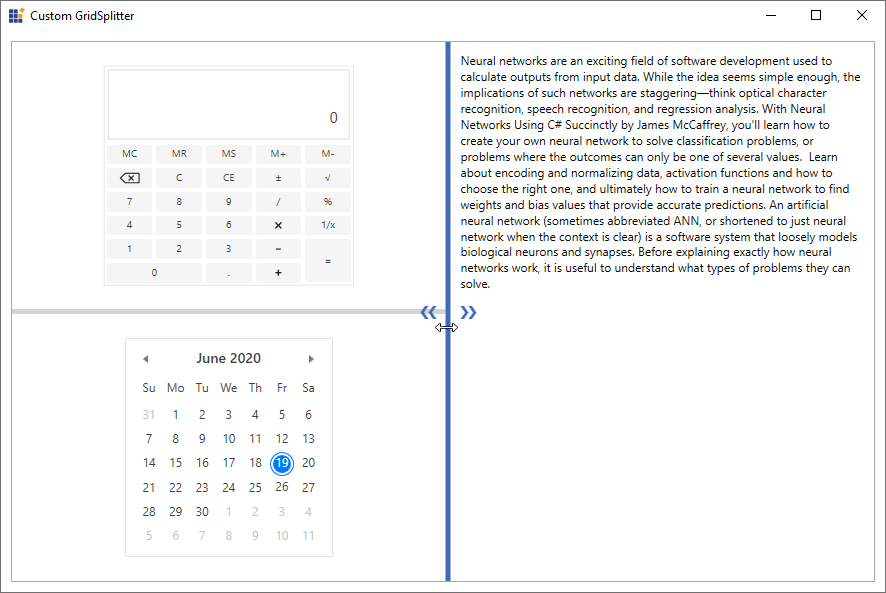 Custom GridSplitter
0
MC MR MS M+ M-
C CE ± √
7 8 9 / %
4 5 6 × 1/x
1 2 3 −
=
0 . +
Neural networks are an exciting field of software development used to
calculate outputs from input data. While the idea seems simple enough, the
implications of such networks are staggering—think optical character
recognition, speech recognition, and regression analysis. With Neural
Networks Using C# Succinctly by James McCaffrey, you'll learn how to
create your own neural network to solve classification problems, or
problems where the outcomes can only be one of several values.  Learn
about encoding and normalizing data, activation functions and how to
choose the right one, and ultimately how to train a neural network to find
weights and bias values that provide accurate predictions. An artificial
neural network (sometimes abbreviated ANN, or shortened to just neural
network when the context is clear) is a software system that loosely models
biological neurons and synapses. Before explaining exactly how neural
networks work, it is useful to understand what types of problems they can
solve.
June 2020
Su Mo Tu We Th Fr Sa
31 1 2 3 4 5 6
7 8 9 10 11 12 13
14 15 16 17 18 19 20
21 22 23 24 25 26 27
28 29 30 1 2 3 4
5 6 7 8 9 10 11